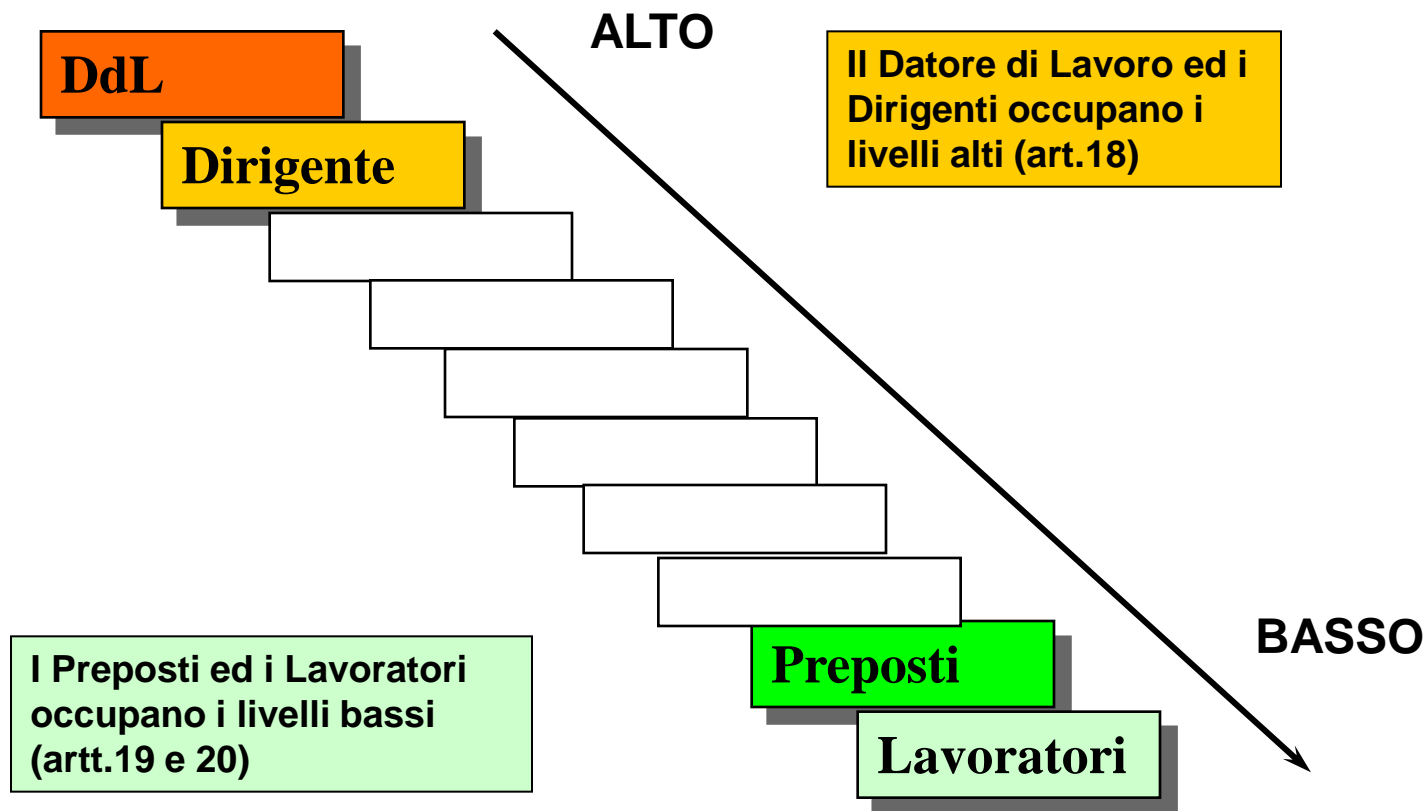 ALTO
DdL
Il Datore di Lavoro ed i
Dirigenti occupano i
livelli alti (art.18)
Dirigente
BASSO
I Preposti ed i Lavoratori
occupano i livelli bassi
(artt.19 e 20)
Preposti
Lavoratori